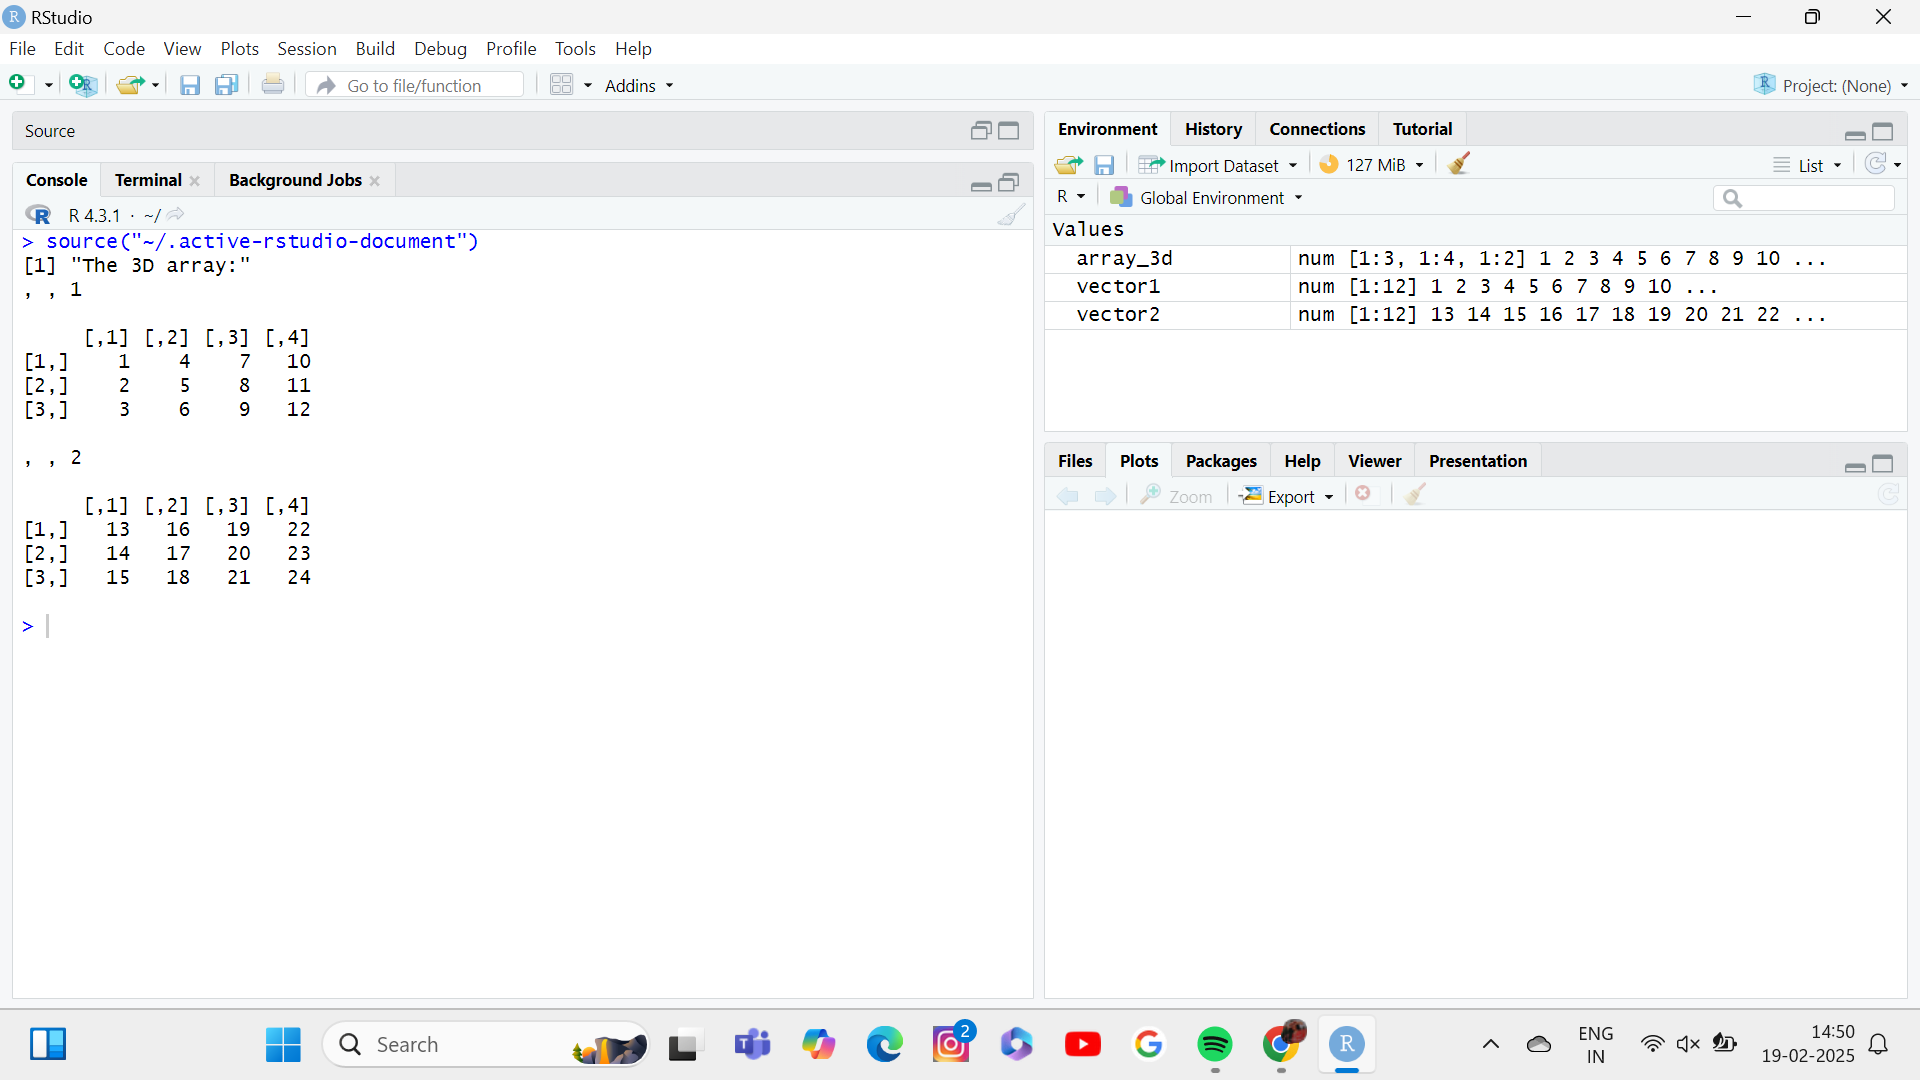 RStudio
File Edit Code View Plots Session Build Debug Profile Tools Help
Go to file/function Addins Project: (None)
Source
Console Terminal Background Jobs
R 4.3.1 · ~/
> source("~/.active-rstudio-document")
[1] "The 3D array:"
, , 1
     [,1] [,2] [,3] [,4]
[1,]    1    4    7   10
[2,]    2    5    8   11
[3,]    3    6    9   12
, , 2
     [,1] [,2] [,3] [,4]
[1,]   13   16   19   22
[2,]   14   17   20   23
[3,]   15   18   21   24
>
Environment History Connections Tutorial
Import Dataset 127 MiB List
R Global Environment
Values
array_3d num [1:3, 1:4, 1:2] 1 2 3 4 5 6 7 8 9 10 ...
vector1 num [1:12] 1 2 3 4 5 6 7 8 9 10 ...
vector2 num [1:12] 13 14 15 16 17 18 19 20 21 22 ...
Files Plots Packages Help Viewer Presentation
Zoom Export
Search 2 R ENG 14:50
IN 19-02-2025